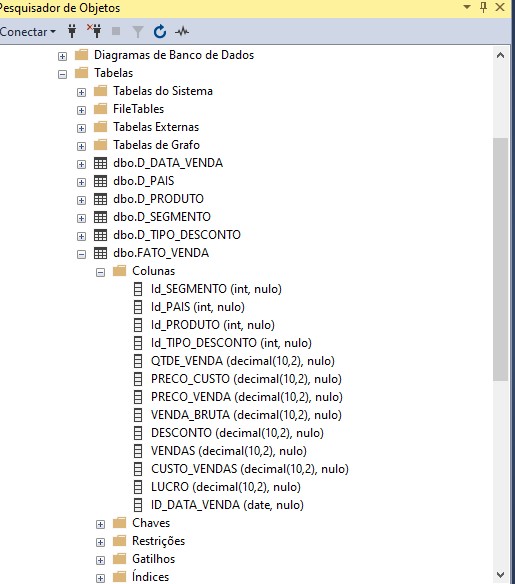 Pesquisador de Objetos
Conectar
Diagramas de Banco de Dados
Tabelas
Tabelas do Sistema
FileTables
Tabelas Externas
Tabelas de Grafo
dbo.D_DATA_VENDA
dbo.D_PAIS
dbo.D_PRODUTO
dbo.D_SEGMENTO
dbo.D_TIPO_DESCONTO
dbo.FATO_VENDA
Colunas
Id_SEGMENTO (int, nulo)
Id_PAIS (int, nulo)
Id_PRODUTO (int, nulo)
Id_TIPO_DESCONTO (int, nulo)
QTDE_VENDA (decimal(10,2), nulo)
PRECO_CUSTO (decimal(10,2), nulo)
PRECO_VENDA (decimal(10,2), nulo)
VENDA_BRUTA (decimal(10,2), nulo)
DESCONTO (decimal(10,2), nulo)
VENDAS (decimal(10,2), nulo)
CUSTO_VENDAS (decimal(10,2), nulo)
LUCRO (decimal(10,2), nulo)
ID_DATA_VENDA (date, nulo)
Chaves
Restrições
Gatilhos
Índices